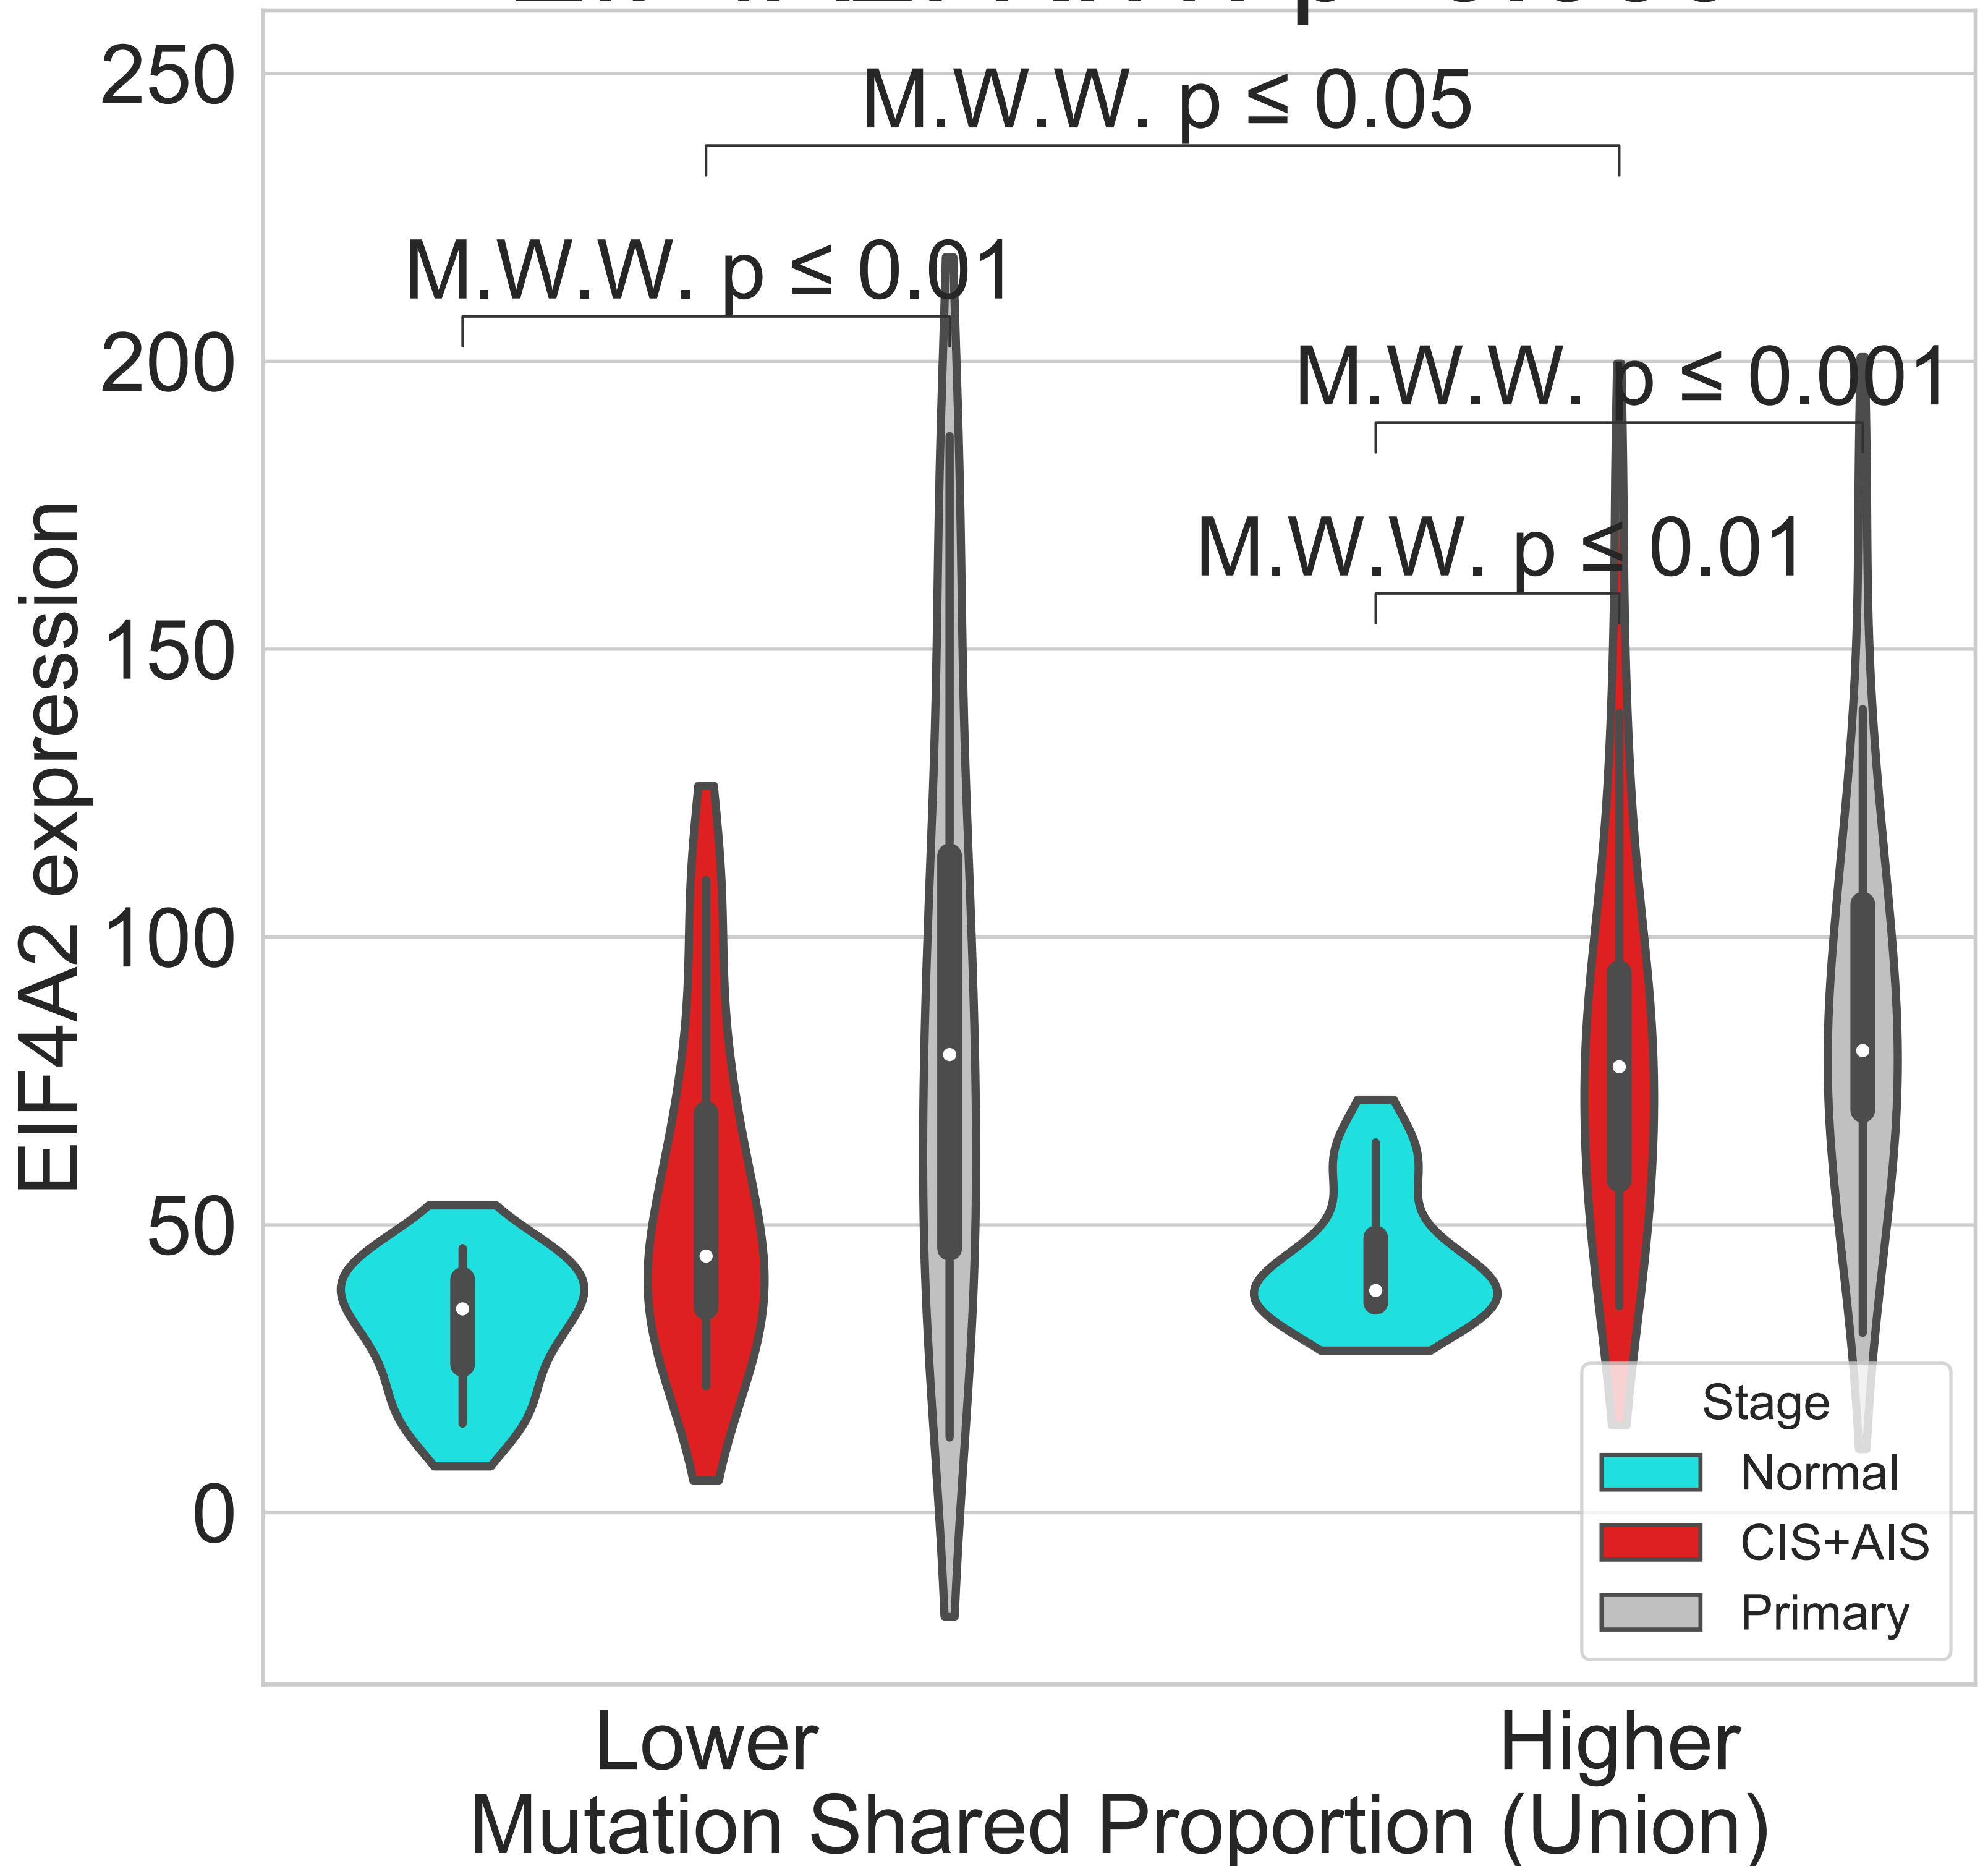 250
M.W.W. p ≤ 0.05
M.W.W. p ≤ 0.01
200
M.W.W. p ≤ 0.001
M.W.W. p ≤ 0.01
150
100
50
0
EIF4A2 expression
Stage
Normal
CIS+AIS
Primary
Lower
Higher
Mutation Shared Proportion (Union)